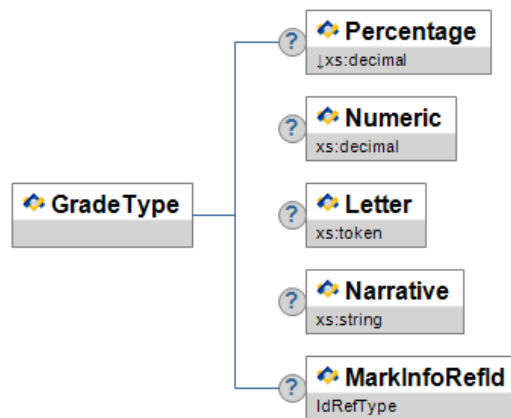 ?
Percentage
↓xs:decimal
?
Numeric
xs:decimal
GradeType
?
Letter
xs:token
?
Narrative
xs:string
?
MarkInfoRefId
IdRefType